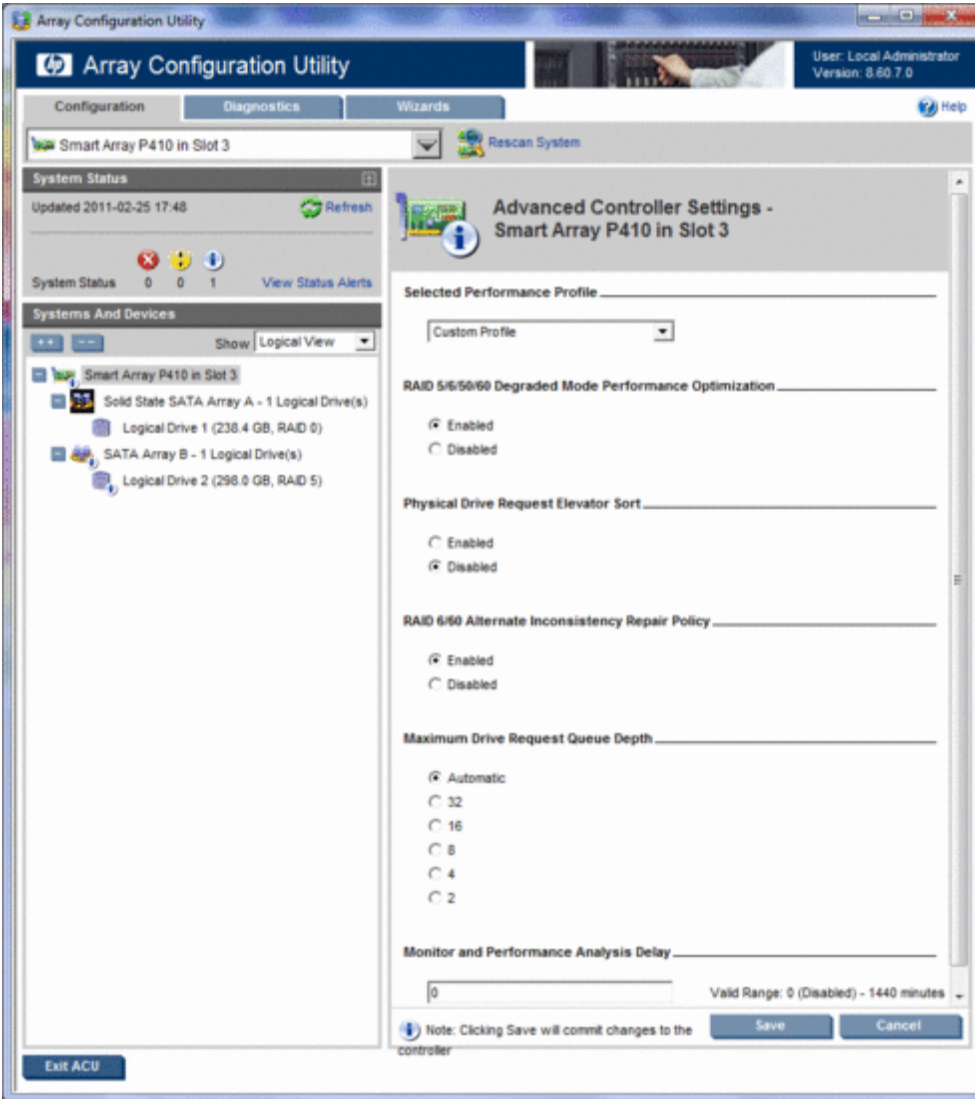 Array Configuration Utility
hp Array Configuration Utility
User: Local Administrator
Version: 8.60.7.0
Configuration Diagnostics Wizards Help
Smart Array P410 in Slot 3 Rescan System
System Status
Updated 2011-02-25 17:48 Refresh
System Status 0 0 1 View Status Alerts
Systems And Devices
++ -- Show Logical View
Smart Array P410 in Slot 3
Solid State SATA Array A - 1 Logical Drive(s)
Logical Drive 1 (238.4 GB, RAID 0)
SATA Array B - 1 Logical Drive(s)
Logical Drive 2 (298.0 GB, RAID 5)
Advanced Controller Settings -
Smart Array P410 in Slot 3
Selected Performance Profile
Custom Profile
RAID 5/6/50/60 Degraded Mode Performance Optimization
Enabled
Disabled
Physical Drive Request Elevator Sort
Enabled
Disabled
RAID 6/60 Alternate Inconsistency Repair Policy
Enabled
Disabled
Maximum Drive Request Queue Depth
Automatic
32
16
8
4
2
Monitor and Performance Analysis Delay
0 Valid Range: 0 (Disabled) - 1440 minutes
Note: Clicking Save will commit changes to the
controller
Save Cancel
Exit ACU